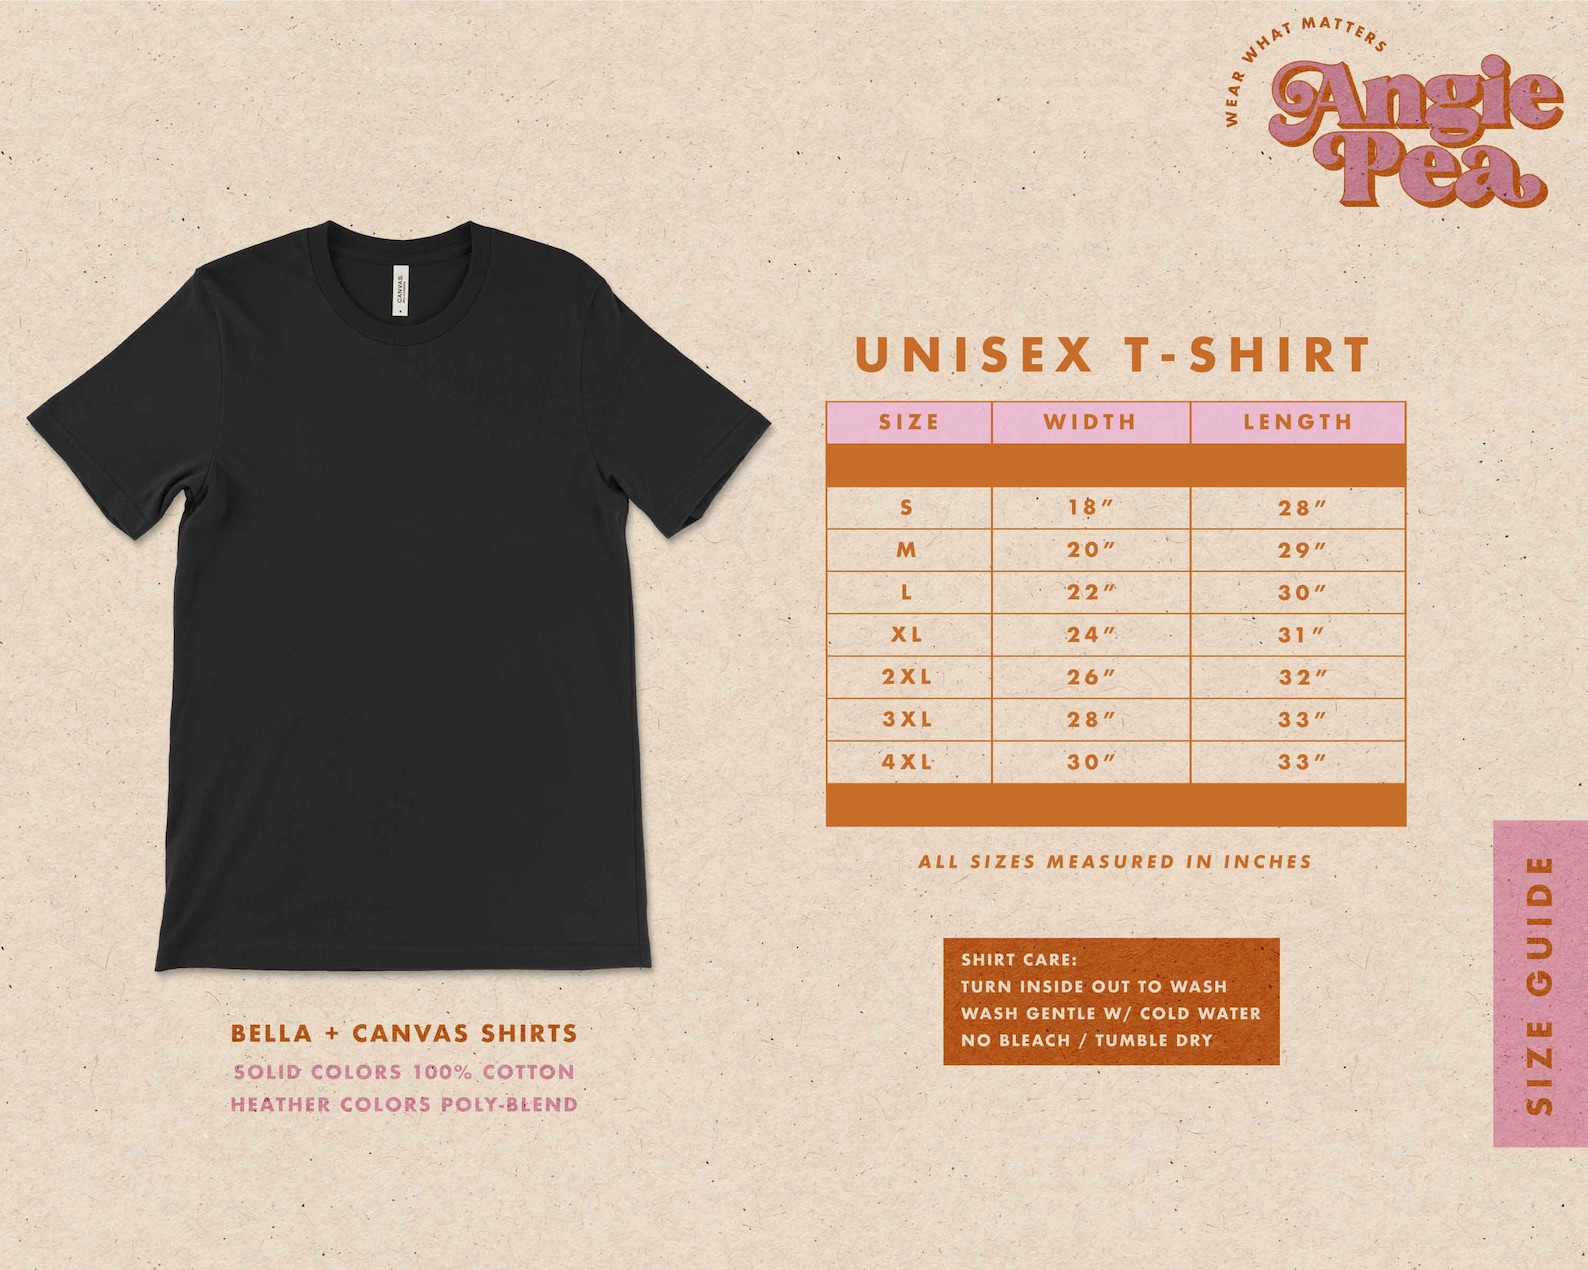 WEAR WHAT MATTERS
Angie
Pea
CANVAS.
UNISEX T-SHIRT
SIZE WIDTH LENGTH
S 18" 28"
M 20" 29"
L 22" 30"
XL 24" 31"
2XL 26" 32"
3XL 28" 33"
4XL 30" 33"
ALL SIZES MEASURED IN INCHES
SHIRT CARE:
TURN INSIDE OUT TO WASH
WASH GENTLE W/ COLD WATER
NO BLEACH / TUMBLE DRY
BELLA + CANVAS SHIRTS
SOLID COLORS 100% COTTON
HEATHER COLORS POLY-BLEND
SIZE GUIDE